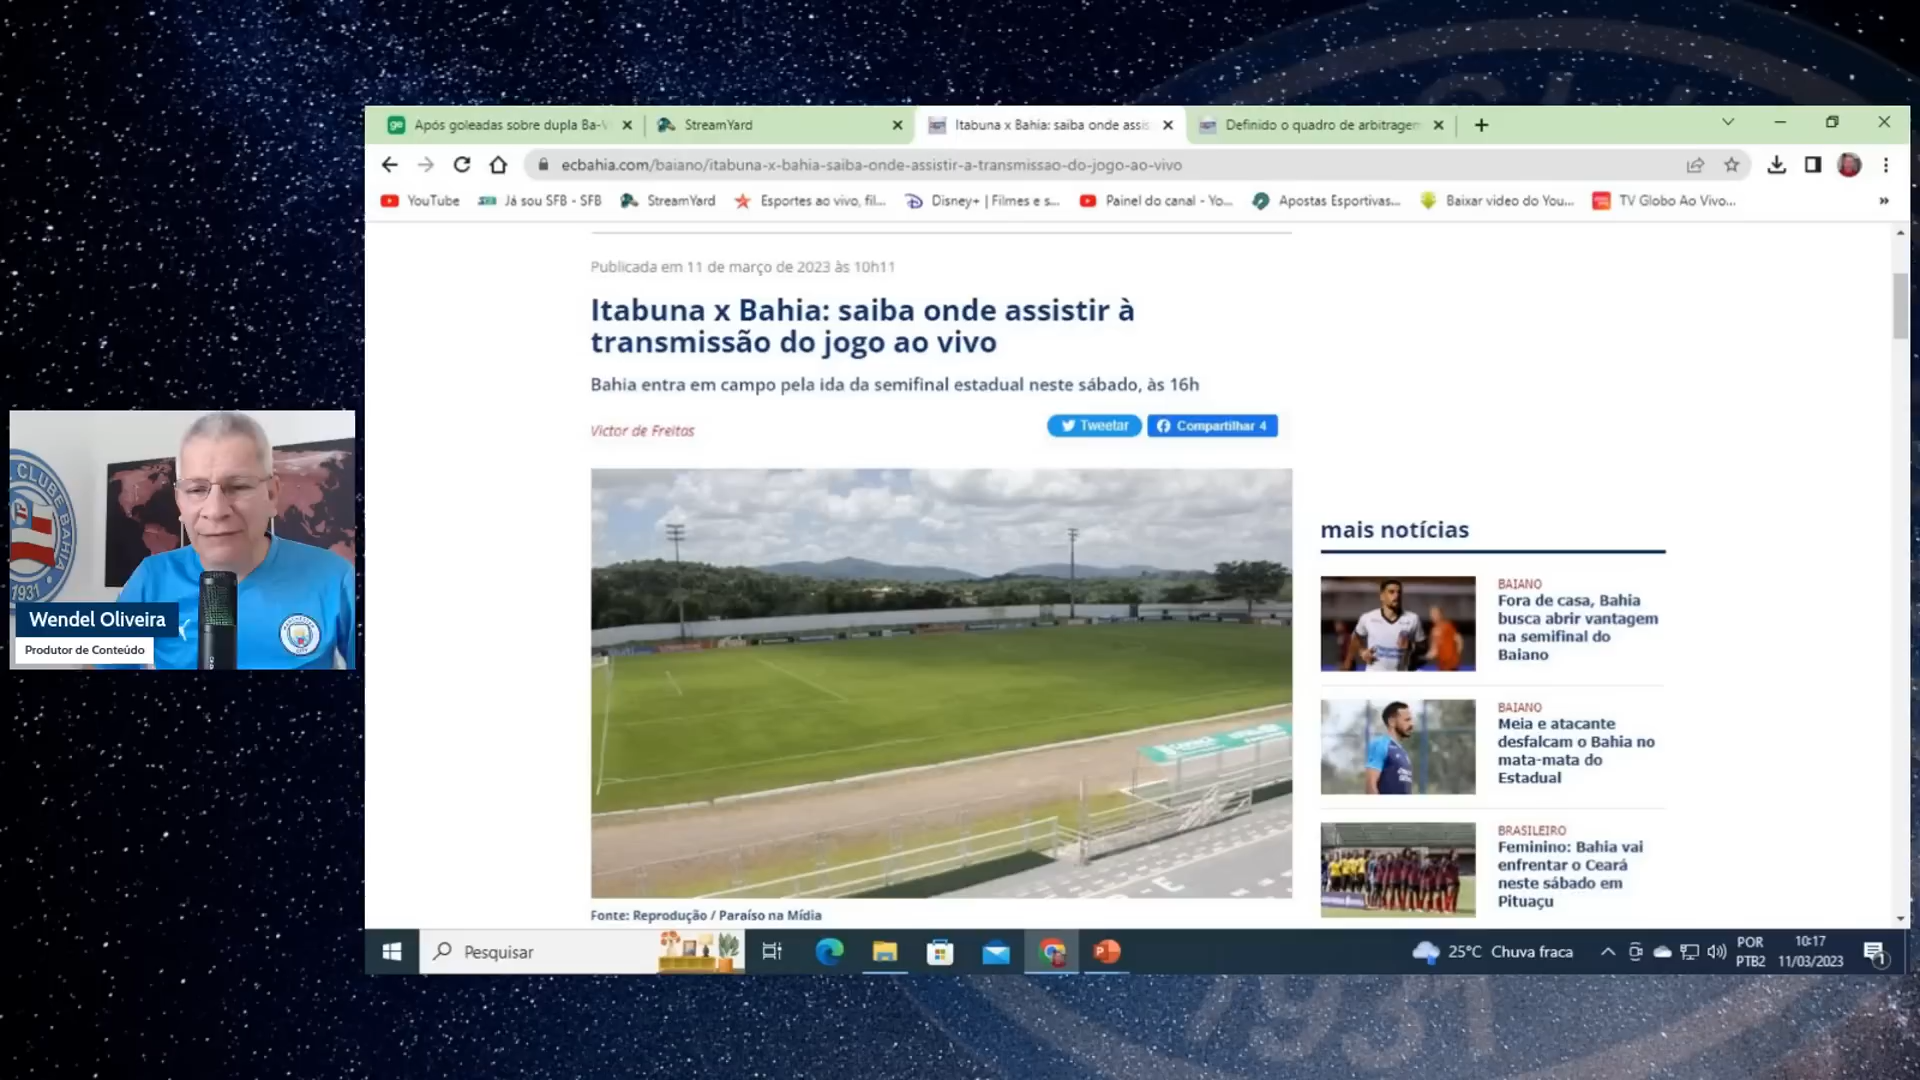 Após goleadas sobre dupla Ba-V
StreamYard
Itabuna x Bahia: saiba onde assis
Definido o quadro de arbitragem
ecbahia.com/baiano/itabuna-x-bahia-saiba-onde-assistir-a-transmissao-do-jogo-ao-vivo
YouTube
Já sou SFB - SFB
StreamYard
Esportes ao vivo, fil...
Disney+ | Filmes e s...
Painel do canal - Yo...
Apostas Esportivas...
Baixar video do You...
TV Globo Ao Vivo...
Publicada em 11 de março de 2023 às 10h11
Itabuna x Bahia: saiba onde assistir à
transmissão do jogo ao vivo
Bahia entra em campo pela ida da semifinal estadual neste sábado, às 16h
Victor de Freitas
Tweetar
Compartilhar 4
Fonte: Reprodução / Paraíso na Mídia
mais notícias
BAIANO
Fora de casa, Bahia
busca abrir vantagem
na semifinal do
Baiano
BAIANO
Meia e atacante
desfalcam o Bahia no
mata-mata do
Estadual
BRASILEIRO
Feminino: Bahia vai
enfrentar o Ceará
neste sábado em
Pituaçu
CLUBE BAHIA
1931
Wendel Oliveira
Produtor de Conteúdo
Pesquisar
25°C Chuva fraca
POR
PTB2
10:17
11/03/2023
1
1931